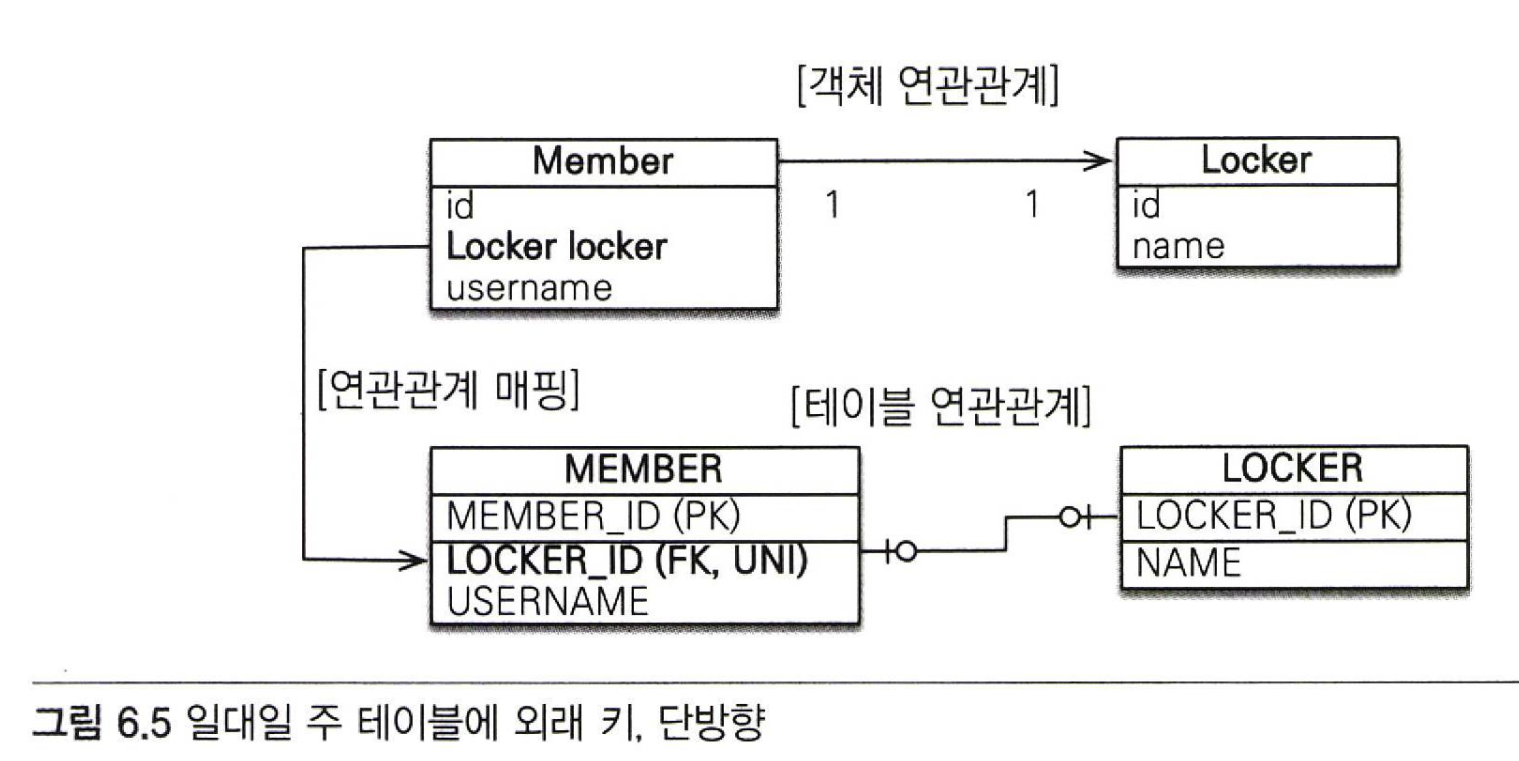 [객체 연관관계]
Member
id
Locker locker
username
1
1
Locker
id
name
[연관관계 매핑]
[테이블 연관관계]
MEMBER
MEMBER_ID (PK)
LOCKER_ID (FK, UNI)
USERNAME
LOCKER
LOCKER_ID (PK)
NAME
그림 6.5 일대일 주 테이블에 외래 키, 단방향